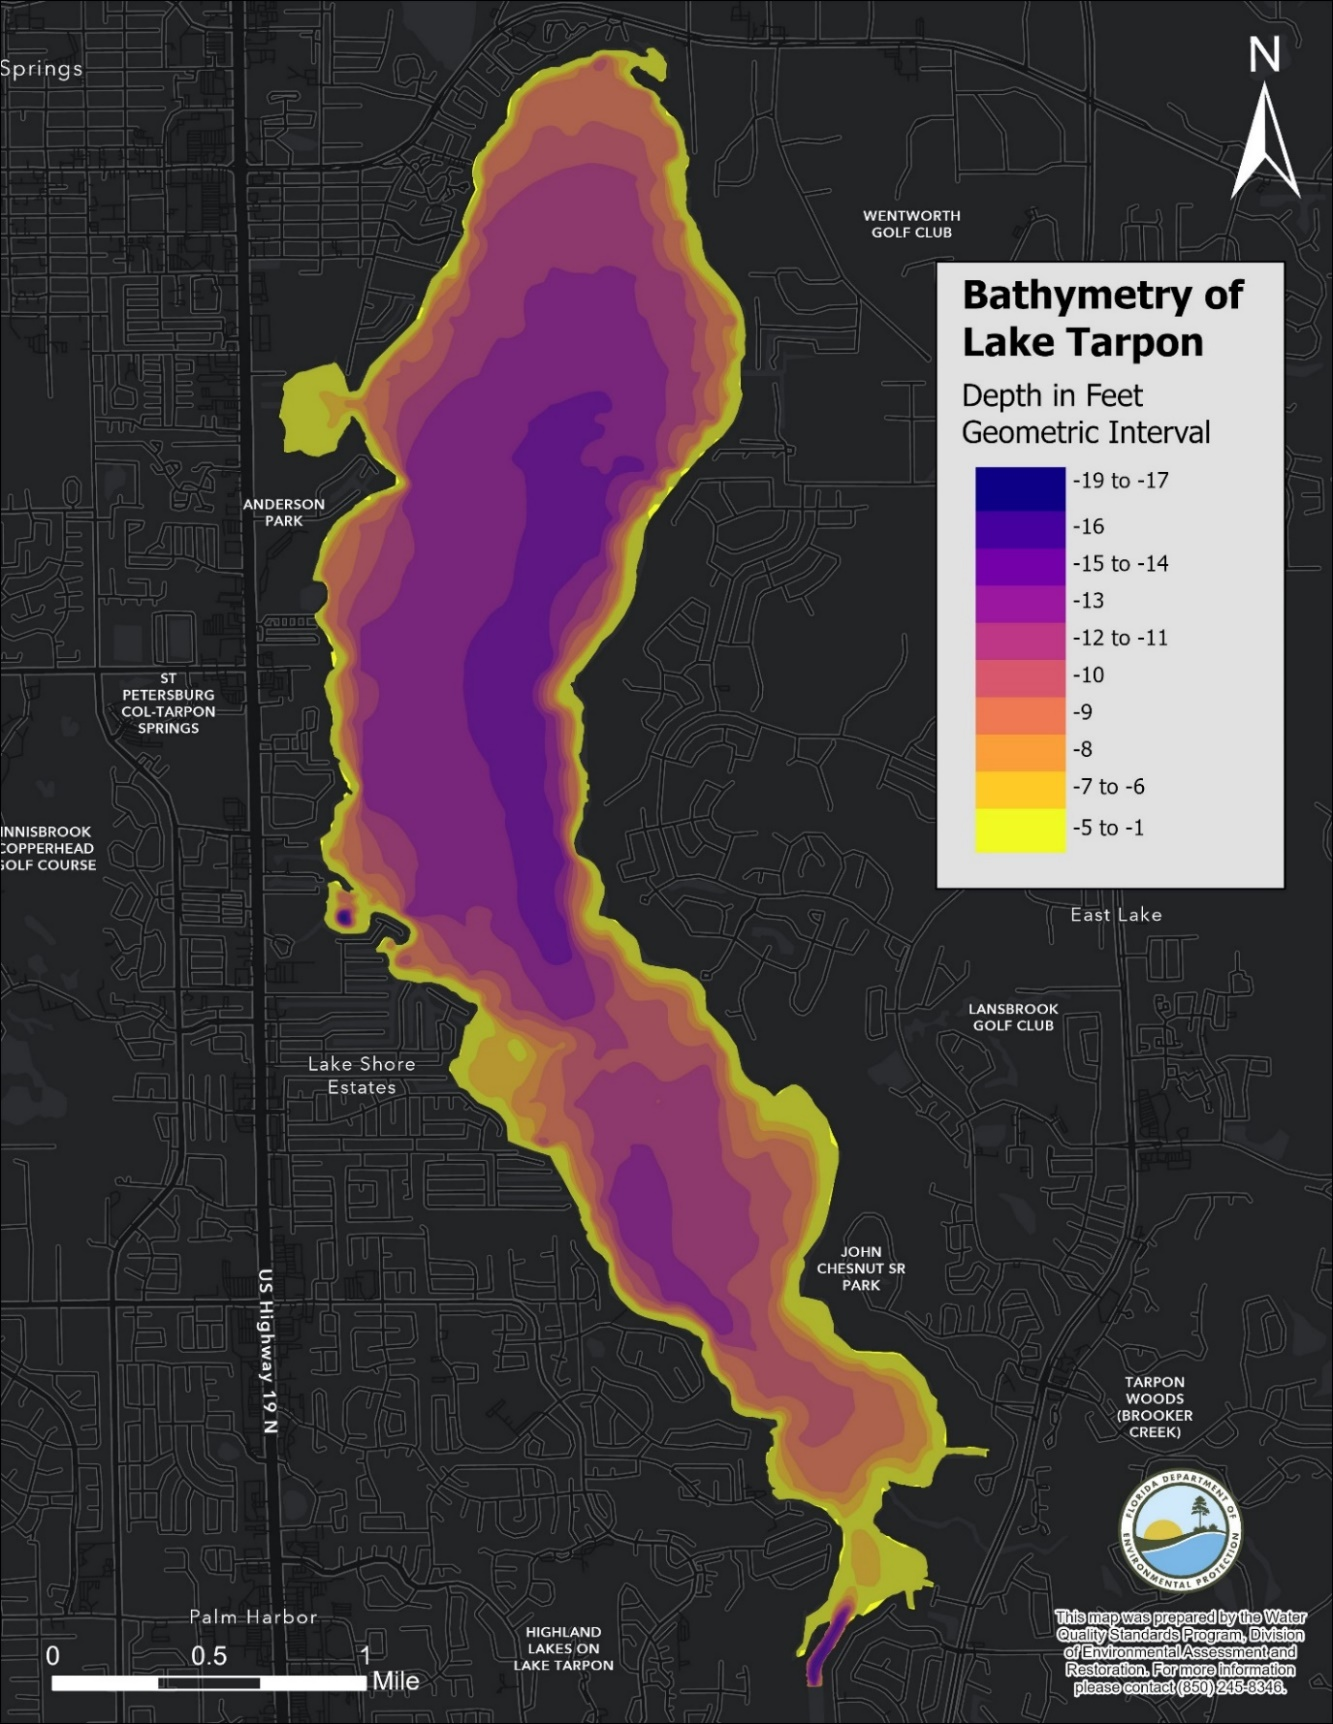 Springs
N
WENTWORTH
GOLF CLUB
Bathymetry of
Lake Tarpon
Depth in Feet
Geometric Interval
-19 to -17
-16
-15 to -14
-13
-12 to -11
-10
-9
-8
-7 to -6
-5 to -1
ANDERSON
PARK
ST
PETERSBURG
COL-TARPON
SPRINGS
INNISBROOK
COPPERHEAD
GOLF COURSE
East Lake
LANSBROOK
GOLF CLUB
Lake Shore
Estates
JOHN
CHESNUT SR
PARK
US Highway 19 N
TARPON
WOODS
(BROOKER
CREEK)
FLORIDA DEPARTMENT OF
ENVIRONMENTAL PROTECTION
Palm Harbor
HIGHLAND
LAKES ON
LAKE TARPON
0 0.5 1
Mile
This map was prepared by the Water
Quality Standards Program, Division
of Environmental Assessment and
Restoration. For more information
please contact (850) 245-8346.